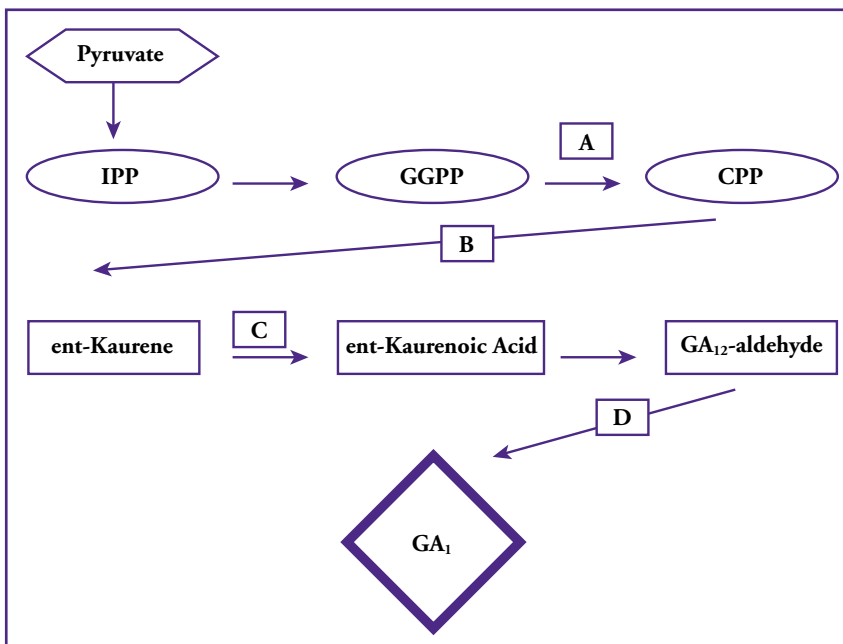 Pyruvate
A
IPP
GGPP
CPP
B
C
ent-Kaurene
ent-Kaurenoic Acid
GA₁₂-aldehyde
D
GA₁